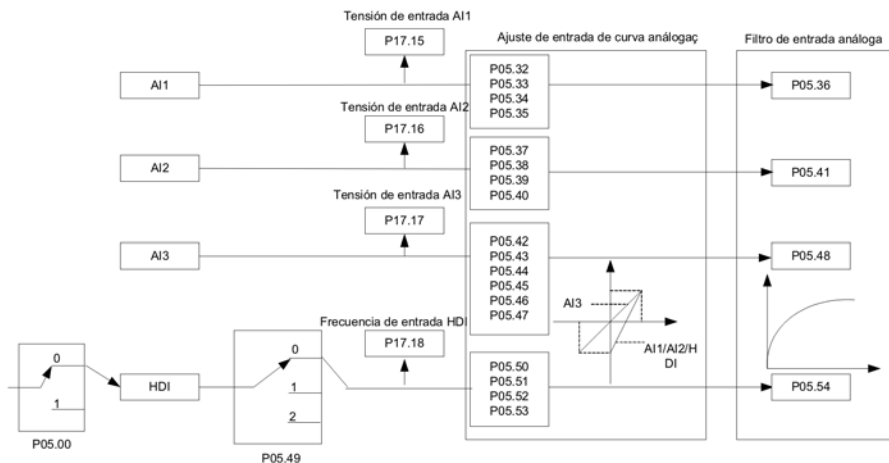 Tensión de entrada AI1
P17.15
Ajuste de entrada de curva análogaç
Filtro de entrada análoga
AI1
P05.32
P05.33
P05.34
P05.35
P05.36
Tensión de entrada AI2
P17.16
AI2
P05.37
P05.38
P05.39
P05.40
P05.41
Tensión de entrada AI3
P17.17
AI3
P05.42
P05.43
P05.44
P05.45
P05.46
P05.47
AI3
AI1/AI2/H
DI
P05.48
Frecuencia de entrada HDI
P17.18
0
1
P05.00
HDI
0
1
2
P05.49
P05.50
P05.51
P05.52
P05.53
P05.54